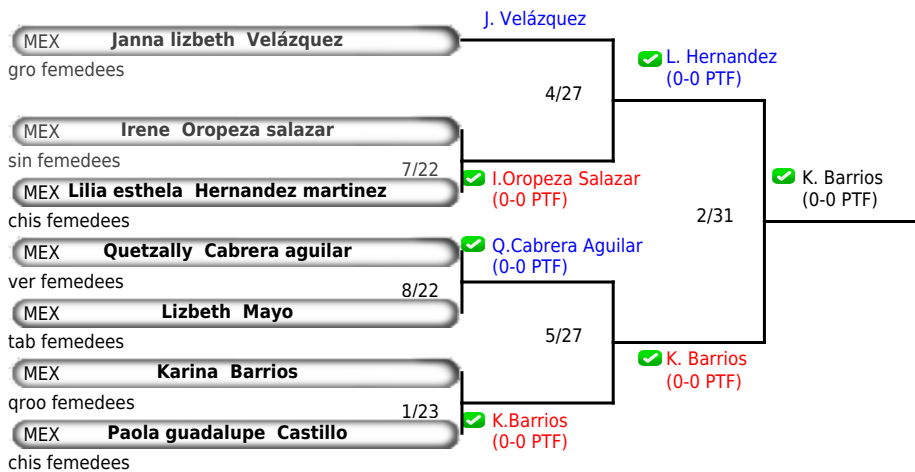 J. Velázquez
MEX Janna lizbeth Velázquez
gro femedees
L. Hernandez
(0-0 PTF)
4/27
MEX Irene Oropeza salazar
sin femedees
7/22
I.Oropeza Salazar
(0-0 PTF)
MEX Lilia esthela Hernandez martinez
chis femedees
K. Barrios
(0-0 PTF)
2/31
MEX Quetzally Cabrera aguilar
ver femedees
Q.Cabrera Aguilar
(0-0 PTF)
8/22
MEX Lizbeth Mayo
tab femedees
5/27
K. Barrios
(0-0 PTF)
MEX Karina Barrios
qroo femedees
1/23
K.Barrios
(0-0 PTF)
MEX Paola guadalupe Castillo
chis femedees